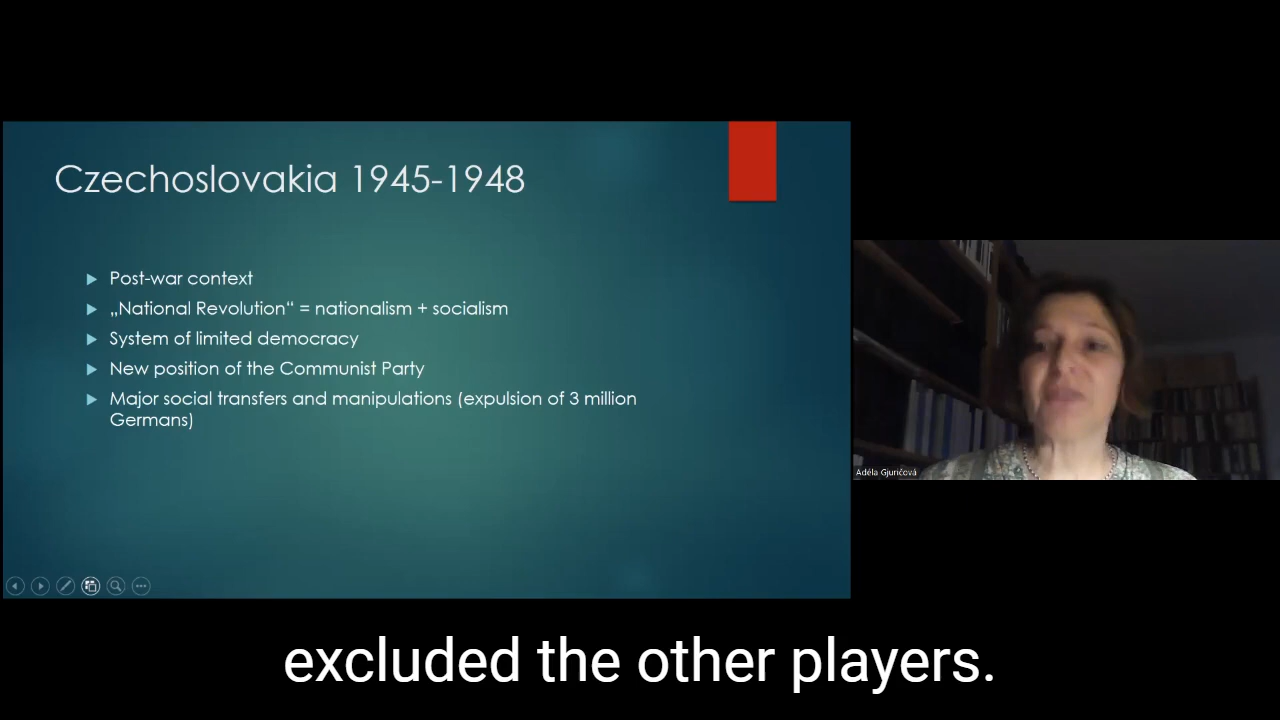 Czechoslovakia 1945-1948
Post-war context
„National Revolution“ = nationalism + socialism
System of limited democracy
New position of the Communist Party
Major social transfers and manipulations (expulsion of 3 million
Germans)
Adéla Gjuričová
excluded the other players.